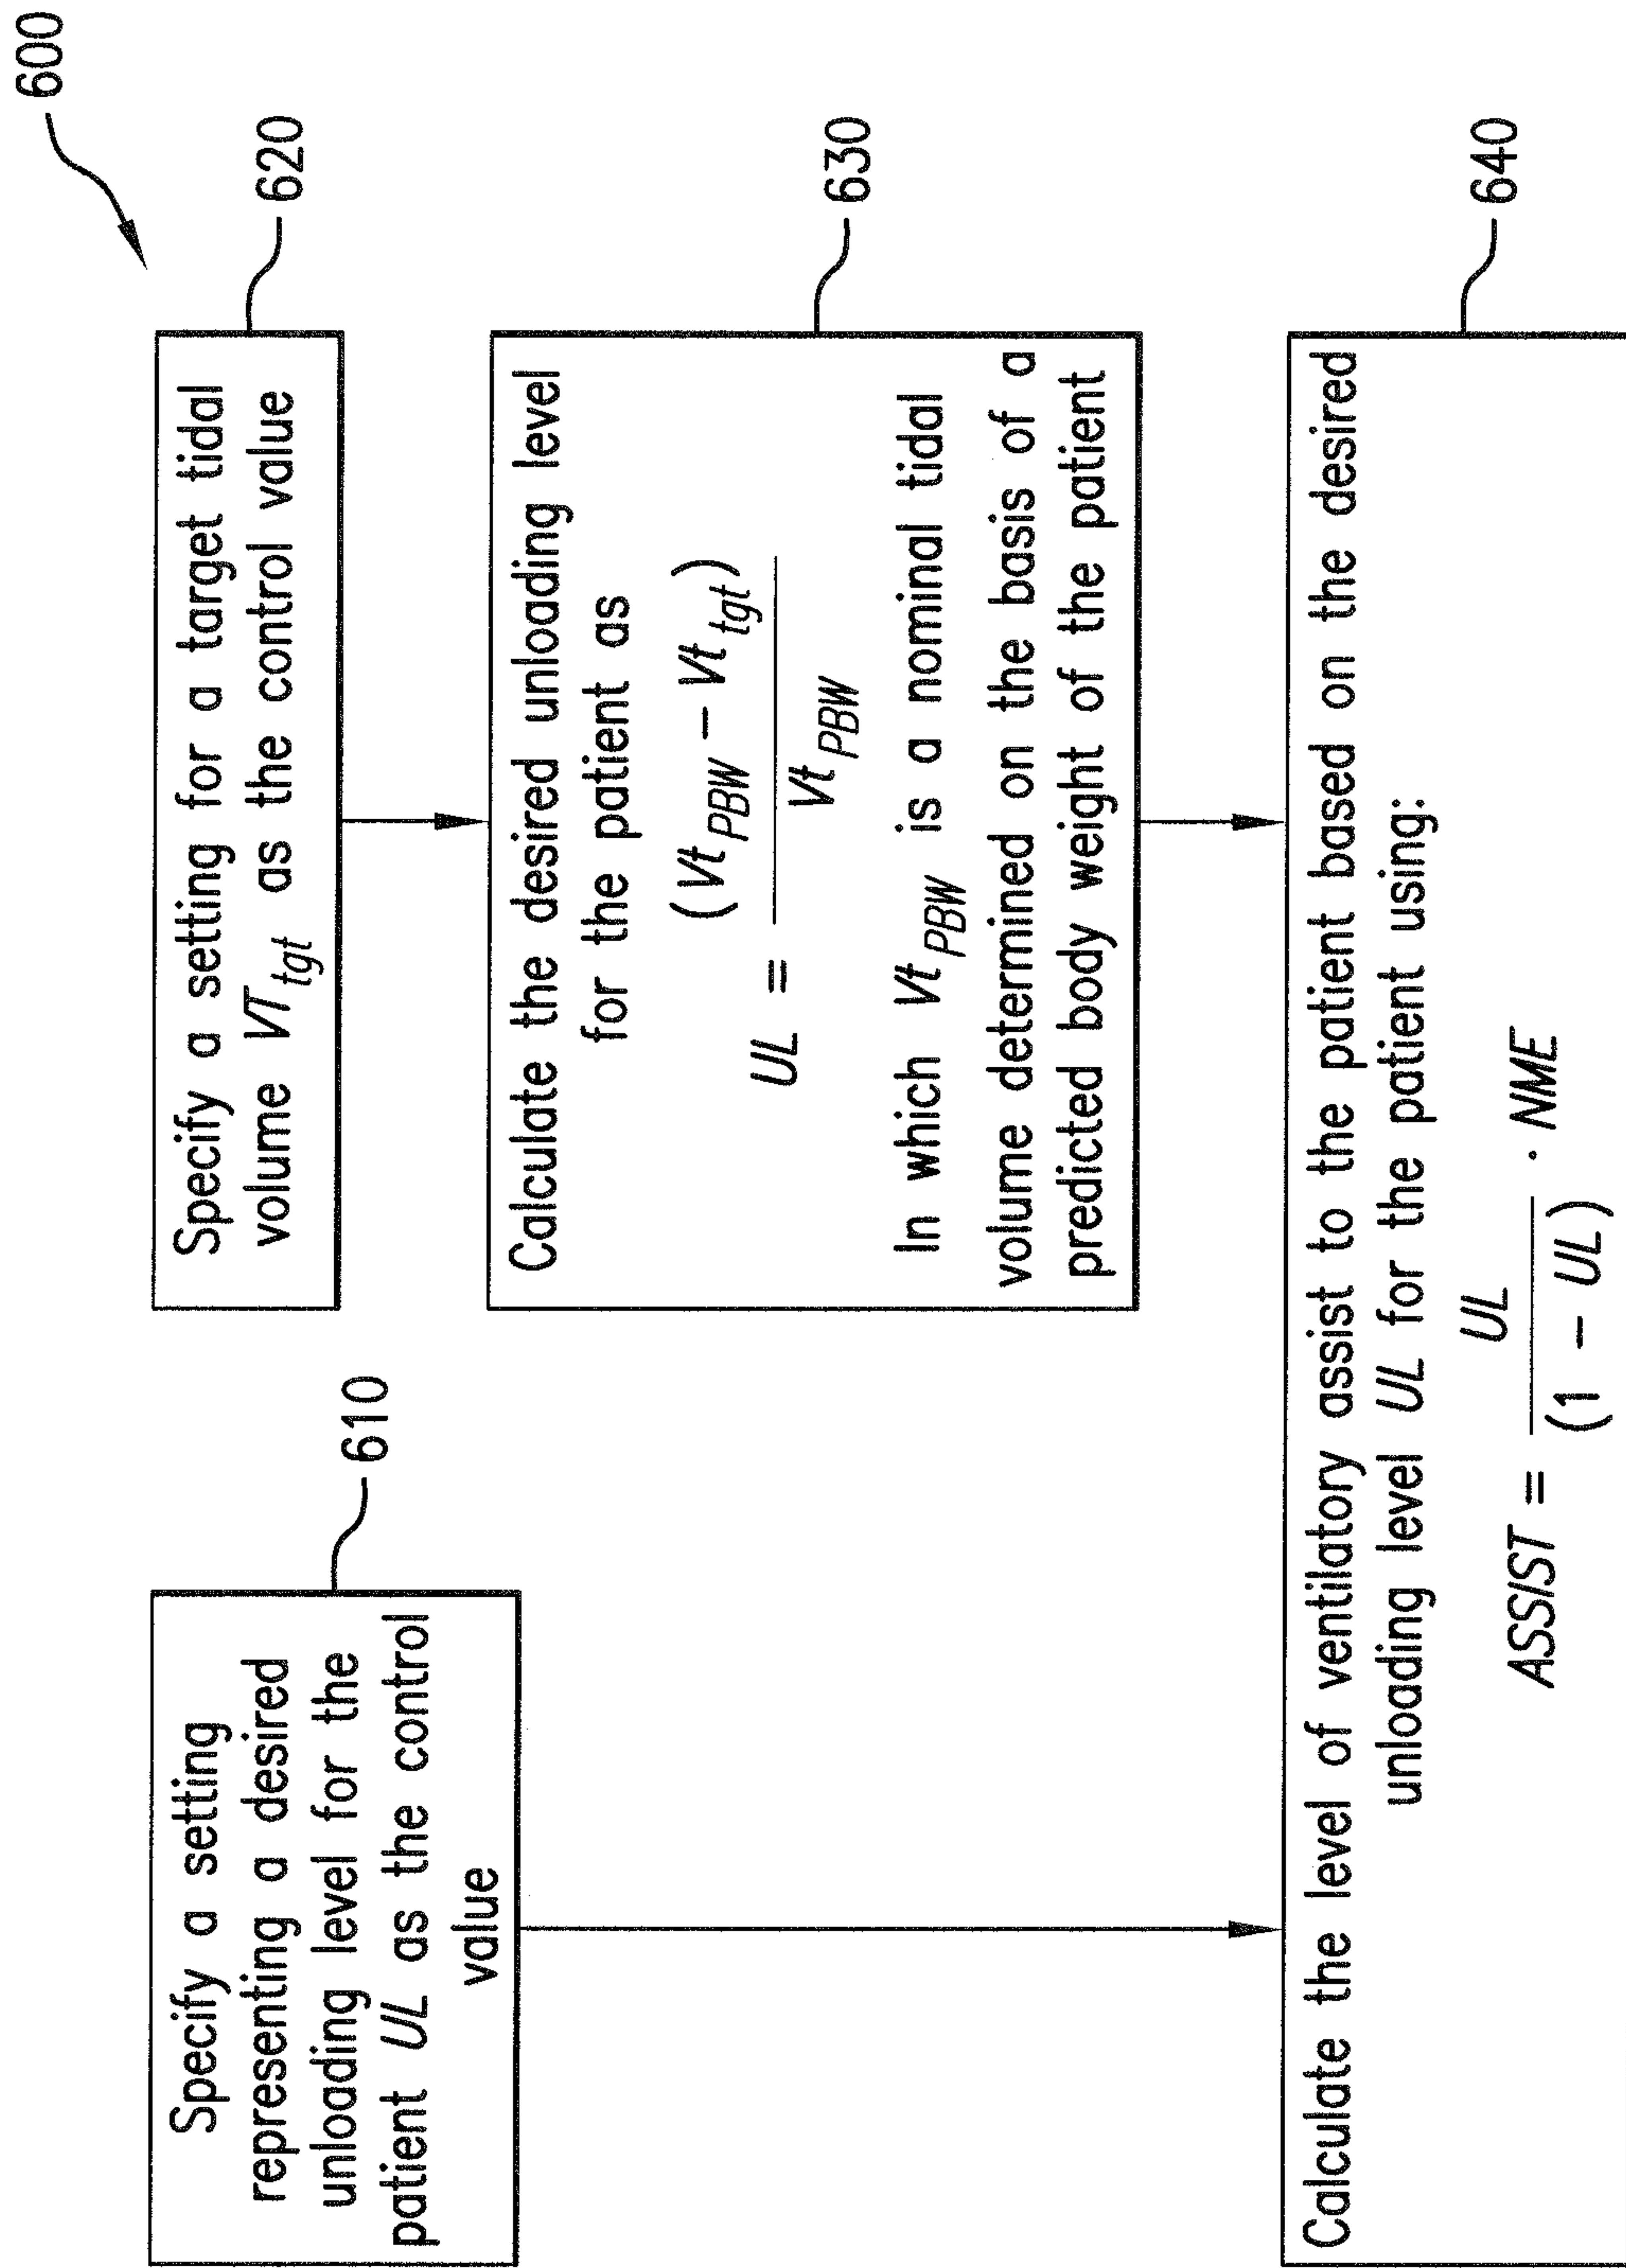 600
Specify a setting
representing a desired
unloading level for the
patient UL as the control
value
610
Specify a setting for a target tidal
volume VT_tgt as the control value
620
Calculate the desired unloading level
for the patient as
UL = (Vt_PBW - Vt_tgt) / Vt_PBW
In which Vt_PBW is a nominal tidal
volume determined on the basis of a
predicted body weight of the patient
630
Calculate the level of ventilatory assist to the patient based on the desired
unloading level UL for the patient using:
ASSIST = UL / (1 - UL) · NME
640